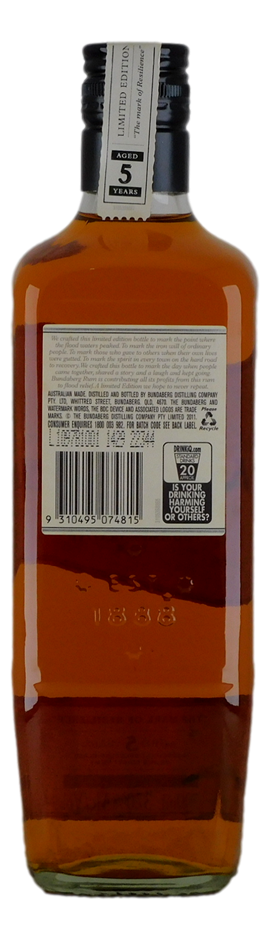 LIMITED EDITION
"The mark of Resilience"
AGED
5
YEARS
We crafted this limited edition bottle to mark the point where
the flood waters peaked. To mark the iron will of ordinary
people. To mark those who gave to others when their own lives
were gutted. To mark the spirit in every town on the hard road
to recovery. We crafted this bottle to mark the day when people
came together, shared a story and a laugh and kept going.
Bundaberg Rum is contributing all its profits from this rum
to flood relief. A limited Edition we hope to never repeat.
AUSTRALIAN MADE. DISTILLED AND BOTTLED BY BUNDABERG DISTILLING COMPANY
PTY. LTD, WHITTRED STREET, BUNDABERG QLD, 4670. THE BUNDABERG AND
WATERMARK WORDS, THE BDC DEVICE AND ASSOCIATED LOGOS ARE TRADE
MARKS. © THE BUNDABERG DISTILLING COMPANY PTY LIMITED 2011.
CONSUMER ENQUIRIES 1800 003 982. FOR BATCH CODE SEE BACK LABEL.
Please
Recycle
1429 22744
9 310495 074815
DRINKiQ.com
STANDARD
DRINKS
20
APPROX
IS YOUR
DRINKING
HARMING
YOURSELF
OR OTHERS?
ESTD
1888